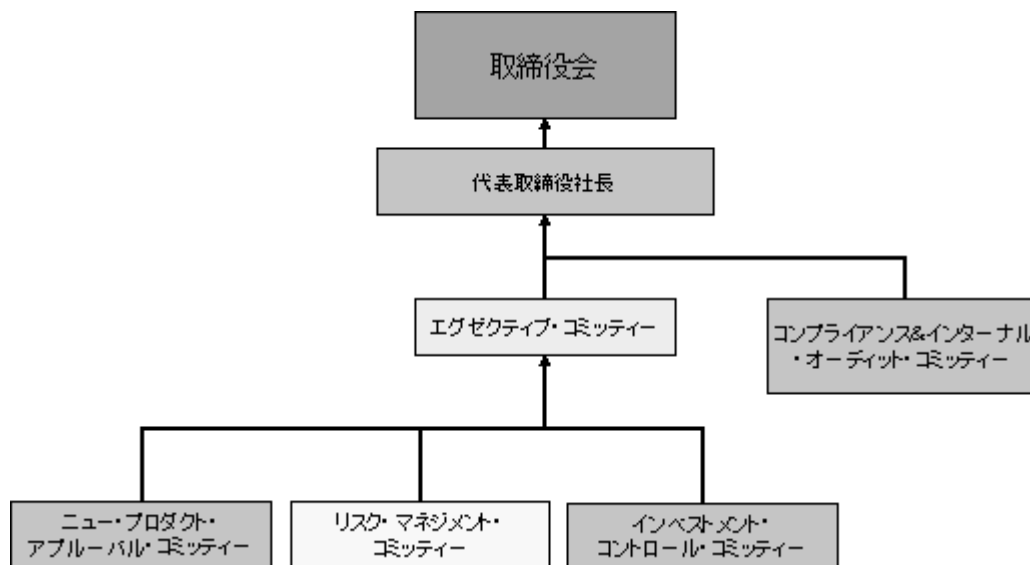 取締役会
代表取締役社長
エグゼクティブ・コミッティー
コンプライアンス&インターナル
・オーディット・コミッティー
ニュー・プロダクト・
アプルーバル・コミッティー
リスク・マネジメント・
コミッティー
インベストメント・
コントロール・コミッティー